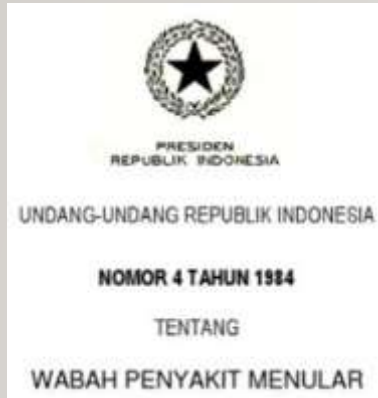 PRESIDEN
REPUBLIK INDONESIA
UNDANG-UNDANG REPUBLIK INDONESIA
NOMOR 4 TAHUN 1984
TENTANG
WABAH PENYAKIT MENULAR